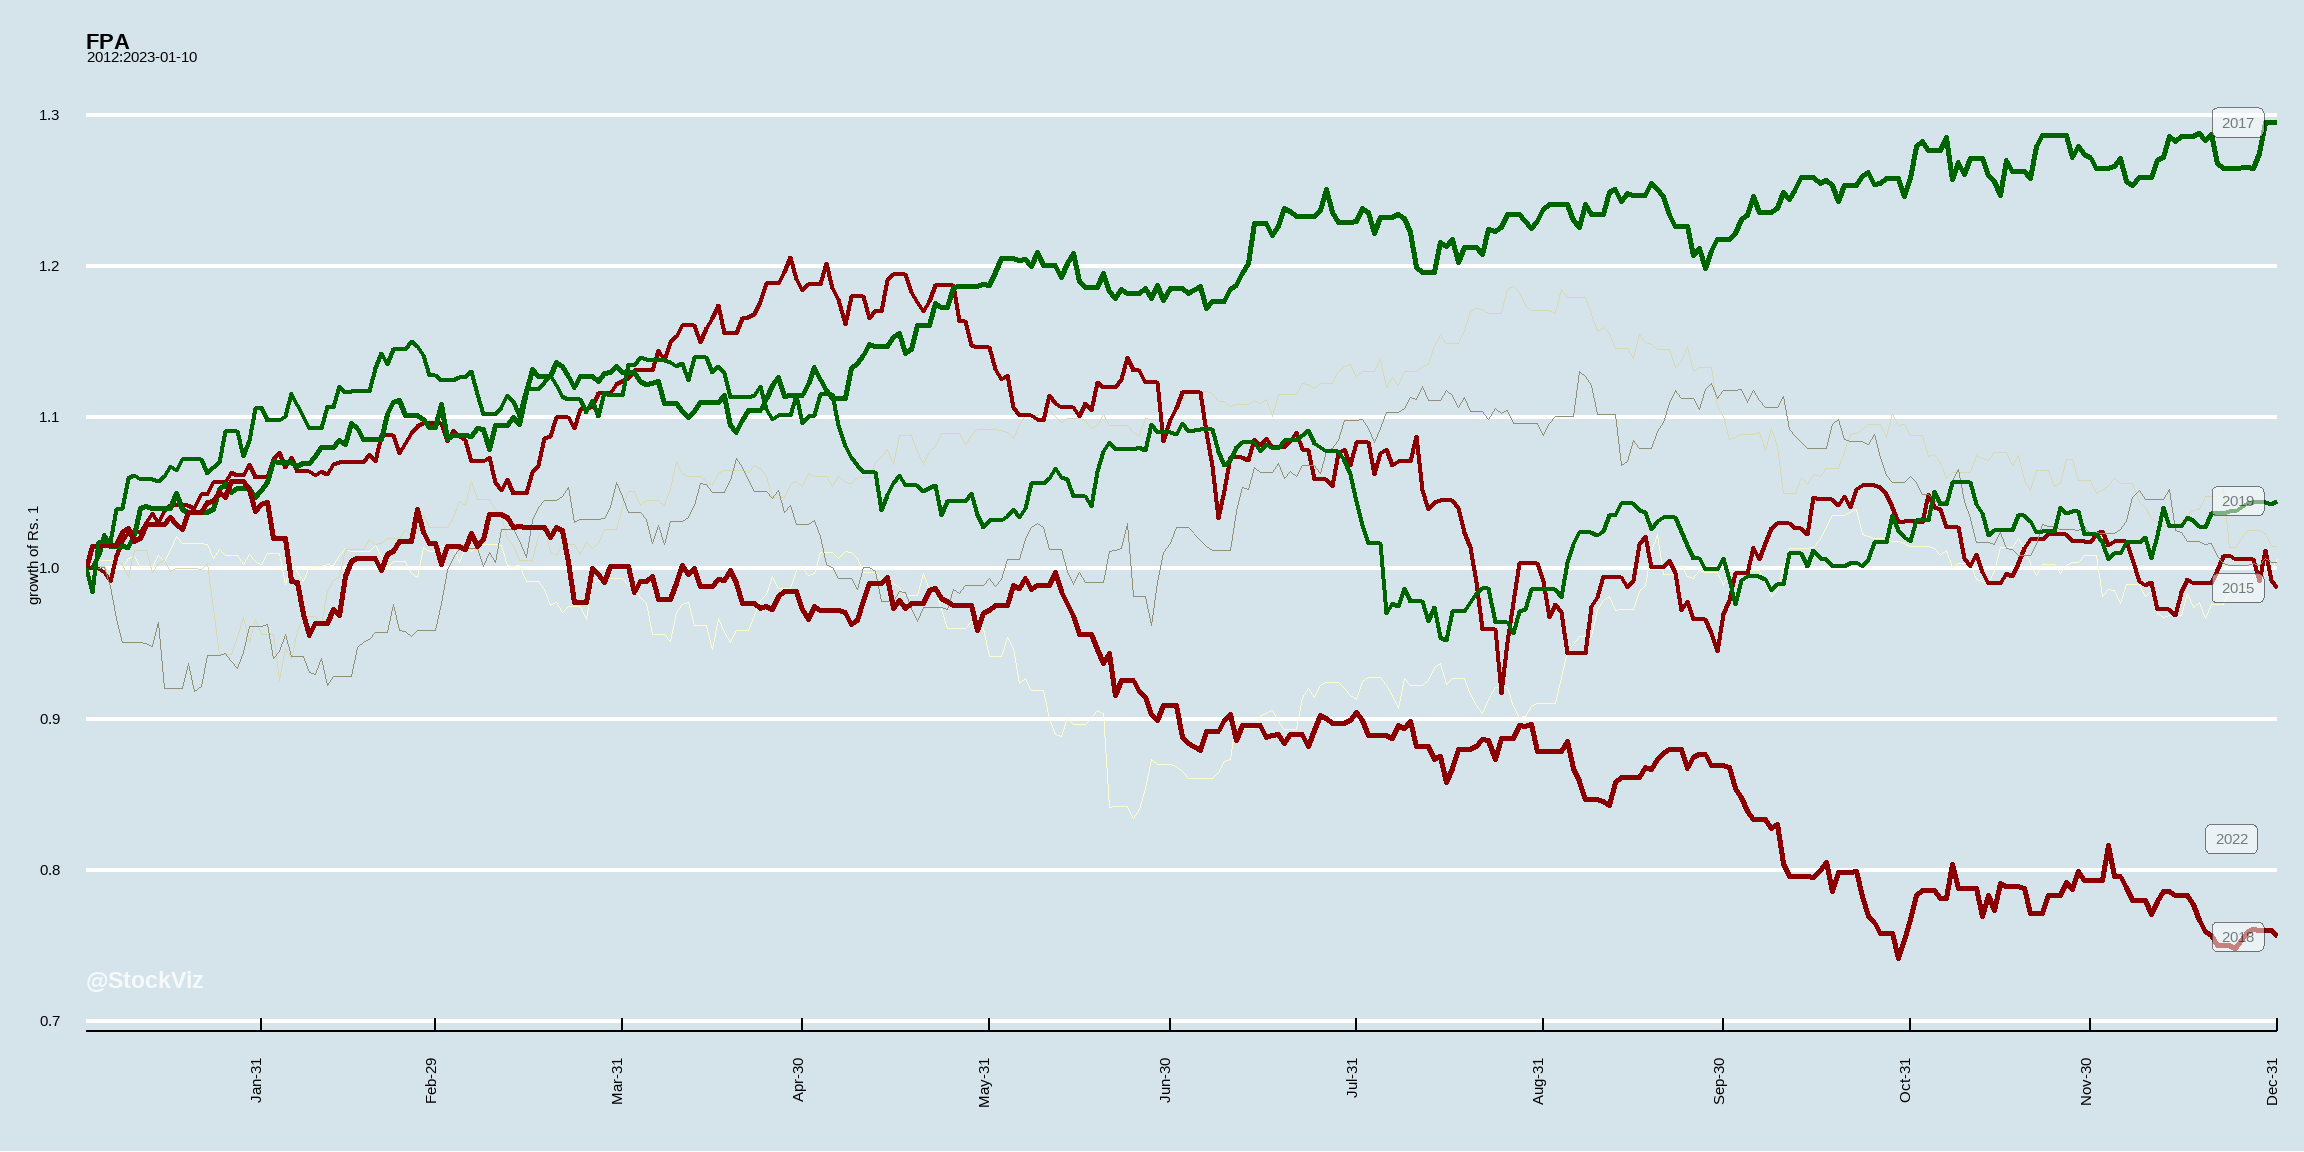 FPA
2012:2023-01-10
growth of Rs. 1
1.3
1.2
1.1
1.0
0.9
0.8
0.7
2017
2019
2015
2022
2018
@StockViz
Jan-31
Feb-29
Mar-31
Apr-30
May-31
Jun-30
Jul-31
Aug-31
Sep-30
Oct-31
Nov-30
Dec-31